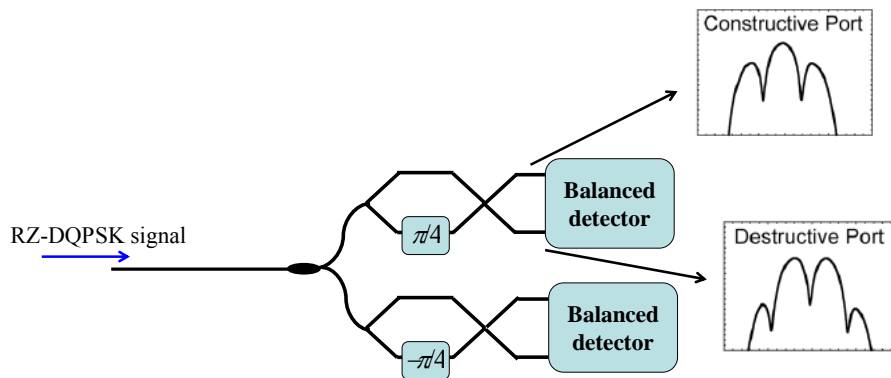 Constructive Port
RZ-DQPSK signal
π/4
Balanced
detector
Destructive Port
-π/4
Balanced
detector